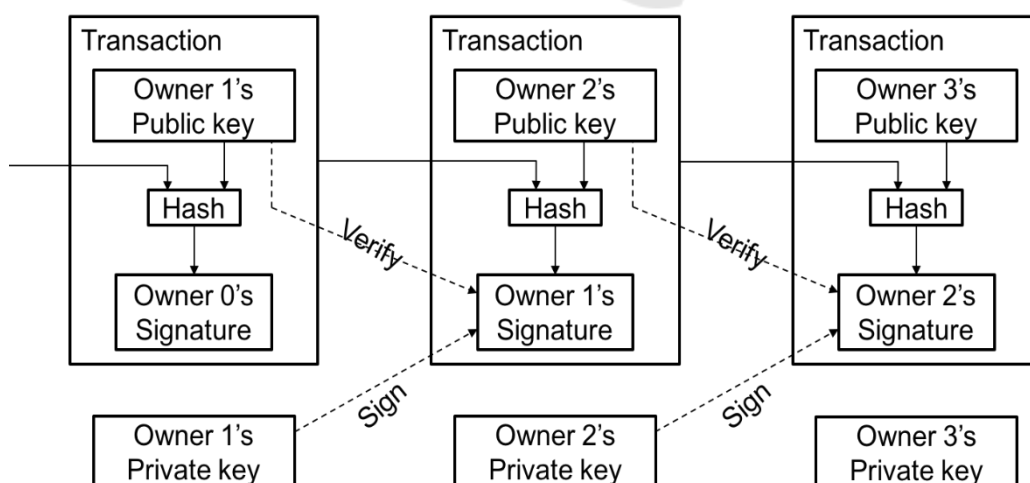 Transaction
Owner 1's
Public key
Hash
Owner 0's
Signature
Verify
Transaction
Owner 2's
Public key
Hash
Owner 1's
Signature
Verify
Transaction
Owner 3's
Public key
Hash
Owner 2's
Signature
Sign
Sign
Owner 1's
Private key
Owner 2's
Private key
Owner 3's
Private key